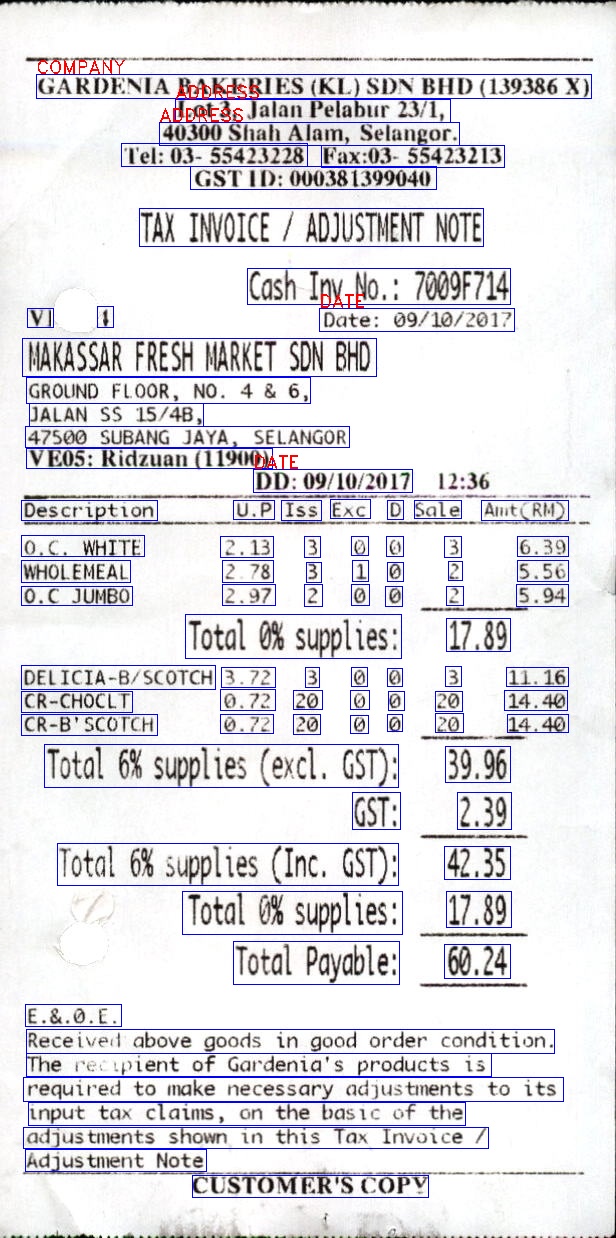 COMPANY
GARDENIA BAKERIES (KL) SDN BHD (139386 X)
ADDRESS
Lot 3, Jalan Pelabur 23/1,
ADDRESS
40300 Shah Alam, Selangor.
Tel: 03- 55423228 Fax:03- 55423213
GST ID: 000381399040
TAX INVOICE / ADJUSTMENT NOTE
Cash Inv No.: 7009F714
DATE
Date: 09/10/2017
MAKASSAR FRESH MARKET SDN BHD
GROUND FLOOR, NO. 4 & 6,
JALAN SS 15/4B,
47500 SUBANG JAYA, SELANGOR
VE05: Ridzuan (11900)
DATE
DD: 09/10/2017 12:36
Description U.P Iss Exc D Sale Amt(RM)
O.C. WHITE 2.13 3 0 0 3 6.39
WHOLEMEAL 2.78 3 1 0 2 5.56
O.C JUMBO 2.97 2 0 0 2 5.94
Total 0% supplies: 17.89
DELICIA-B/SCOTCH 3.72 3 0 0 3 11.16
CR-CHOCLT 0.72 20 0 0 20 14.40
CR-B'SCOTCH 0.72 20 0 0 20 14.40
Total 6% supplies (excl. GST): 39.96
GST: 2.39
Total 6% supplies (Inc. GST): 42.35
Total 0% supplies: 17.89
Total Payable: 60.24
E.&.O.E.
Received above goods in good order condition.
The recipient of Gardenia's products is
required to make necessary adjustments to its
input tax claims, on the basic of the
adjustments shown in this Tax Invoice /
Adjustment Note
CUSTOMER'S COPY